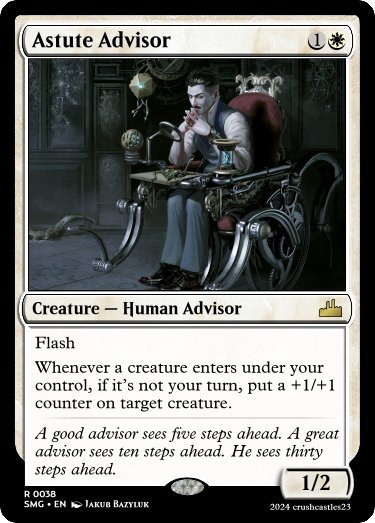 Astute Advisor 1
Creature — Human Advisor
Flash
Whenever a creature enters under your
control, if it's not your turn, put a +1/+1
counter on target creature.
A good advisor sees five steps ahead. A great
advisor sees ten steps ahead. He sees thirty
steps ahead.
1/2
R 0038
SMG • EN Jakub Bazyluk
2024 crushcastles23